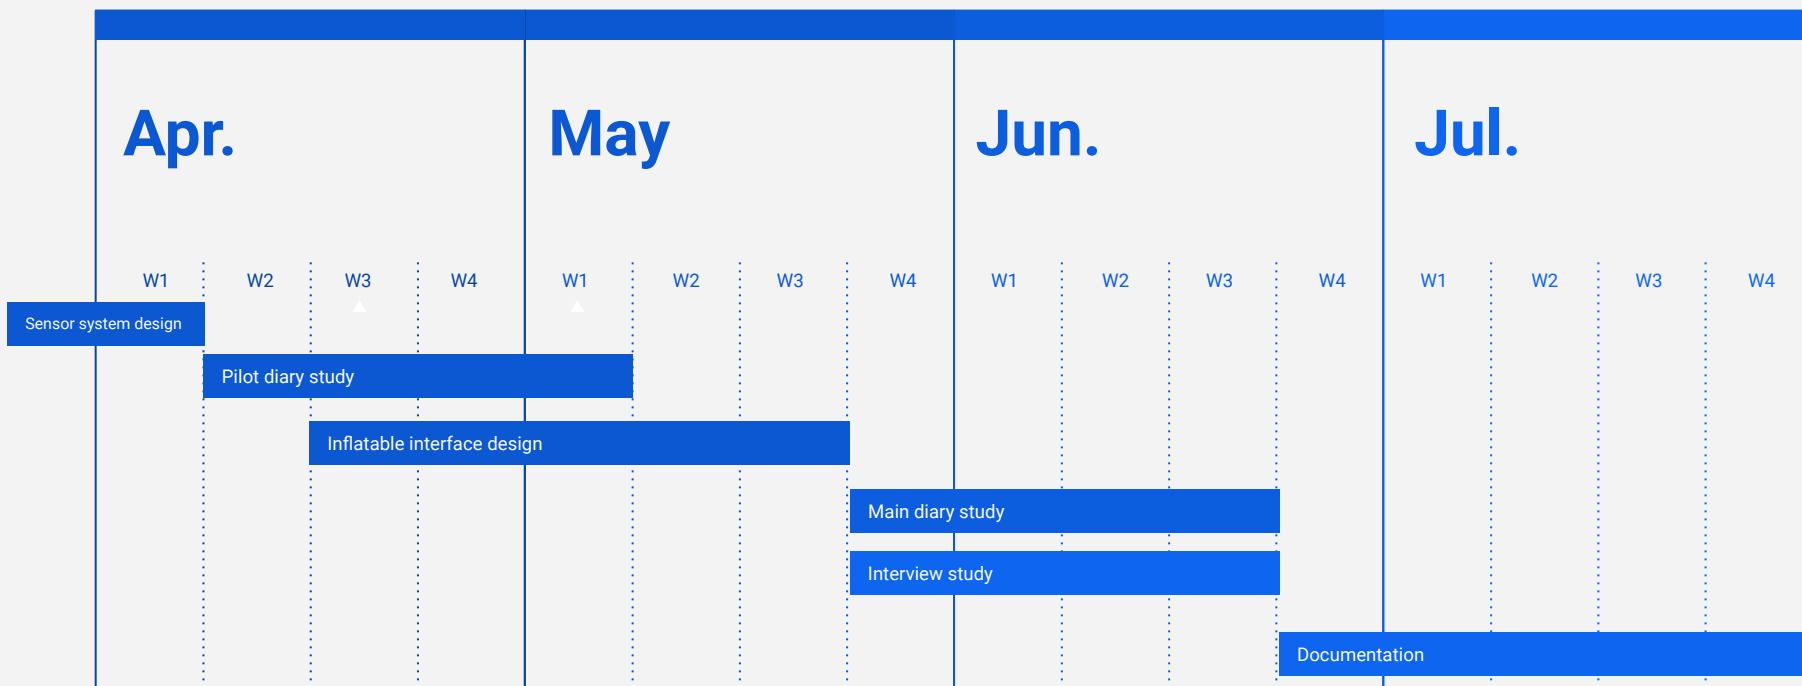 Apr. May Jun. Jul.
W1 W2 W3 W4 W1 W2 W3 W4 W1 W2 W3 W4 W1 W2 W3 W4
Sensor system design
Pilot diary study
Inflatable interface design
Main diary study
Interview study
Documentation